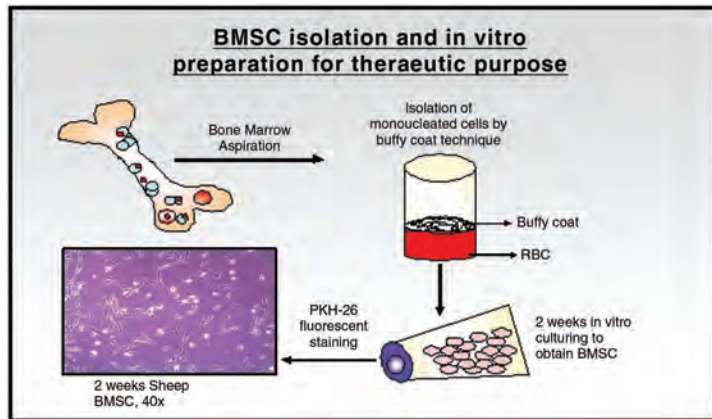 BMSC isolation and in vitro
preparation for theraeutic purpose
Bone Marrow
Aspiration
Isolation of
monoucleated cells by
buffy coat technique
Buffy coat
RBC
2 weeks in vitro
culturing to
obtain BMSC
PKH-26
fluorescent
staining
2 weeks Sheep
BMSC, 40x